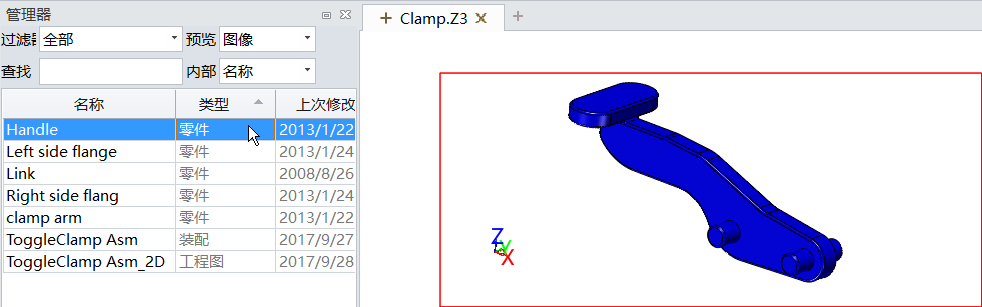 管理器
Clamp.Z3
过滤器 全部 预览 图像
查找 内部 名称
名称 类型 上次修改
Handle 零件 2013/1/22
Left side flange 零件 2013/1/24
Link 零件 2008/8/26
Right side flang 零件 2013/1/24
clamp arm 零件 2013/1/22
ToggleClamp Asm 装配 2017/9/27
ToggleClamp Asm_2D 工程图 2017/9/28
Z
Y
X